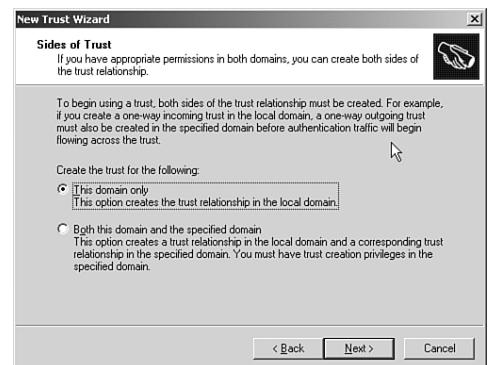 New Trust Wizard
Sides of Trust
If you have appropriate permissions in both domains, you can create both sides of
the trust relationship.
To begin using a trust, both sides of the trust relationship must be created. For example,
if you create a one-way incoming trust in the local domain, a one-way outgoing trust
must also be created in the specified domain before authentication traffic will begin
flowing across the trust.
Create the trust for the following:
This domain only
This option creates the trust relationship in the local domain.
Both this domain and the specified domain
This option creates a trust relationship in the local domain and a corresponding trust
relationship in the specified domain. You must have trust creation privileges in the
specified domain.
< Back Next > Cancel